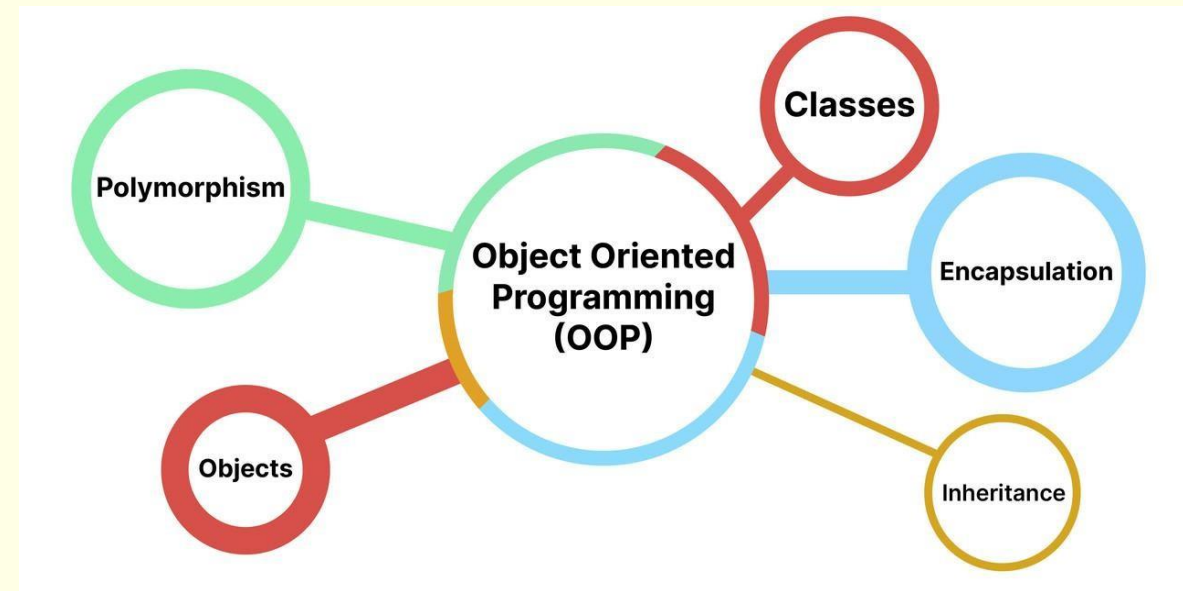 Polymorphism
Classes
Object Oriented
Programming
(OOP)
Encapsulation
Objects
Inheritance